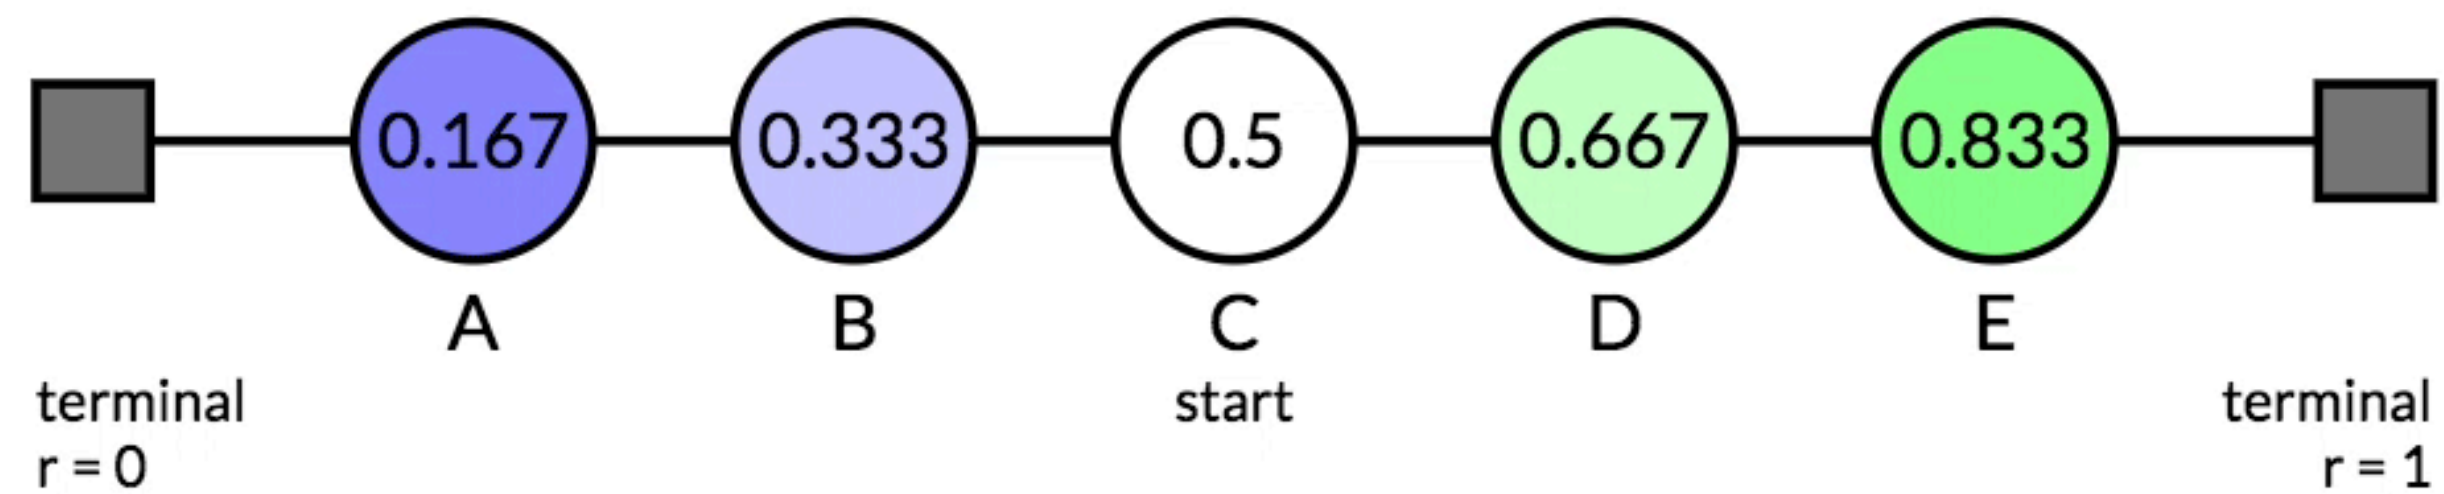 0.167 0.333 0.5 0.667 0.833
A B C D E
terminal start terminal
r = 0 r = 1